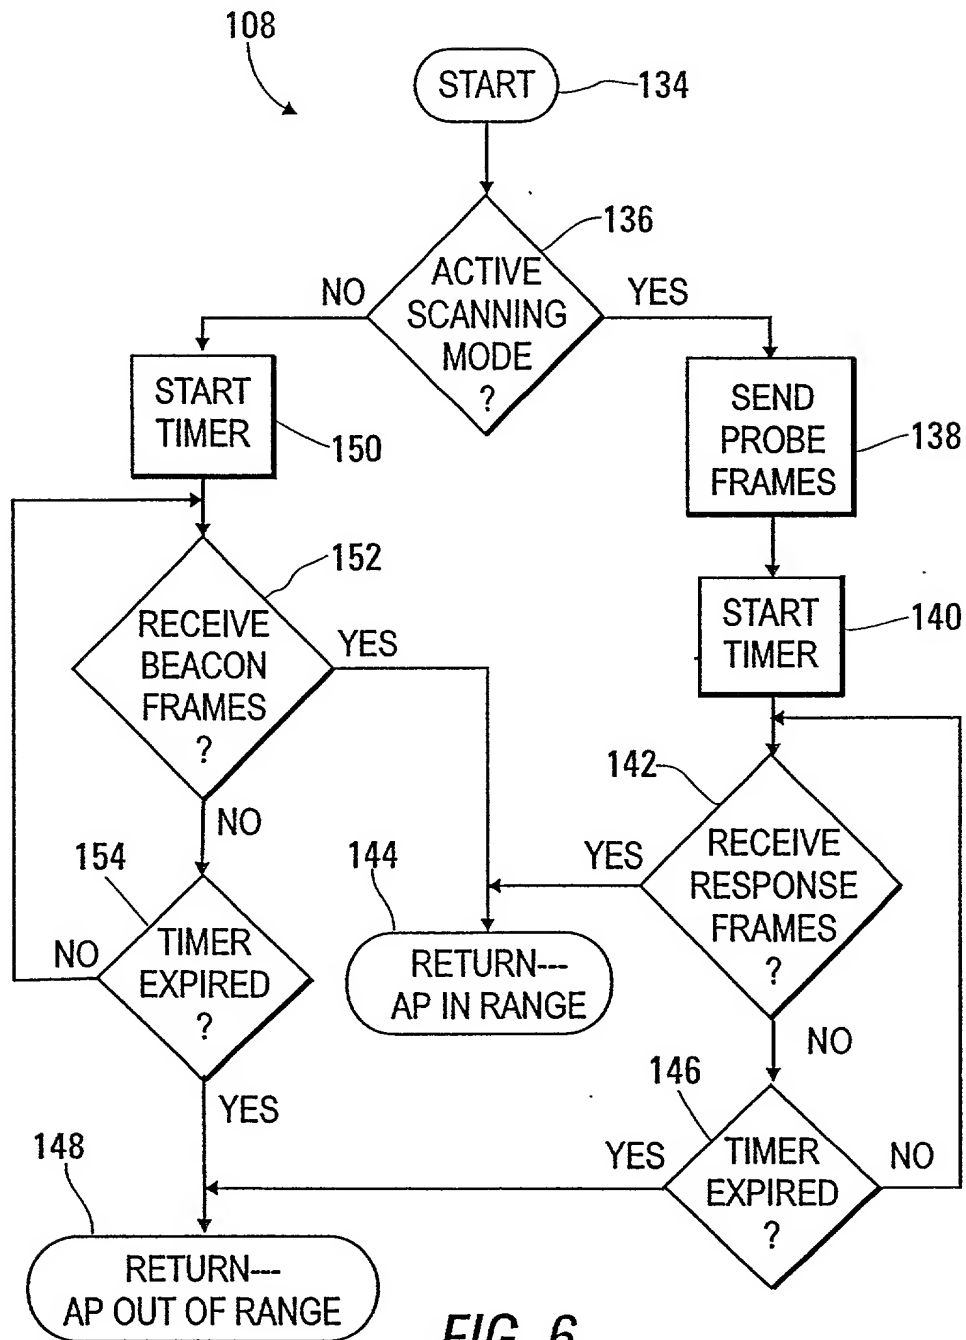 108
START
134
136
ACTIVE
SCANNING
MODE
?
NO
YES
START
TIMER
150
SEND
PROBE
FRAMES
138
152
RECEIVE
BEACON
FRAMES
?
YES
NO
START
TIMER
140
142
RECEIVE
RESPONSE
FRAMES
?
YES
NO
154
TIMER
EXPIRED
?
NO
YES
144
RETURN---
AP IN RANGE
146
TIMER
EXPIRED
?
YES
NO
148
RETURN---
AP OUT OF RANGE
FIG. 6